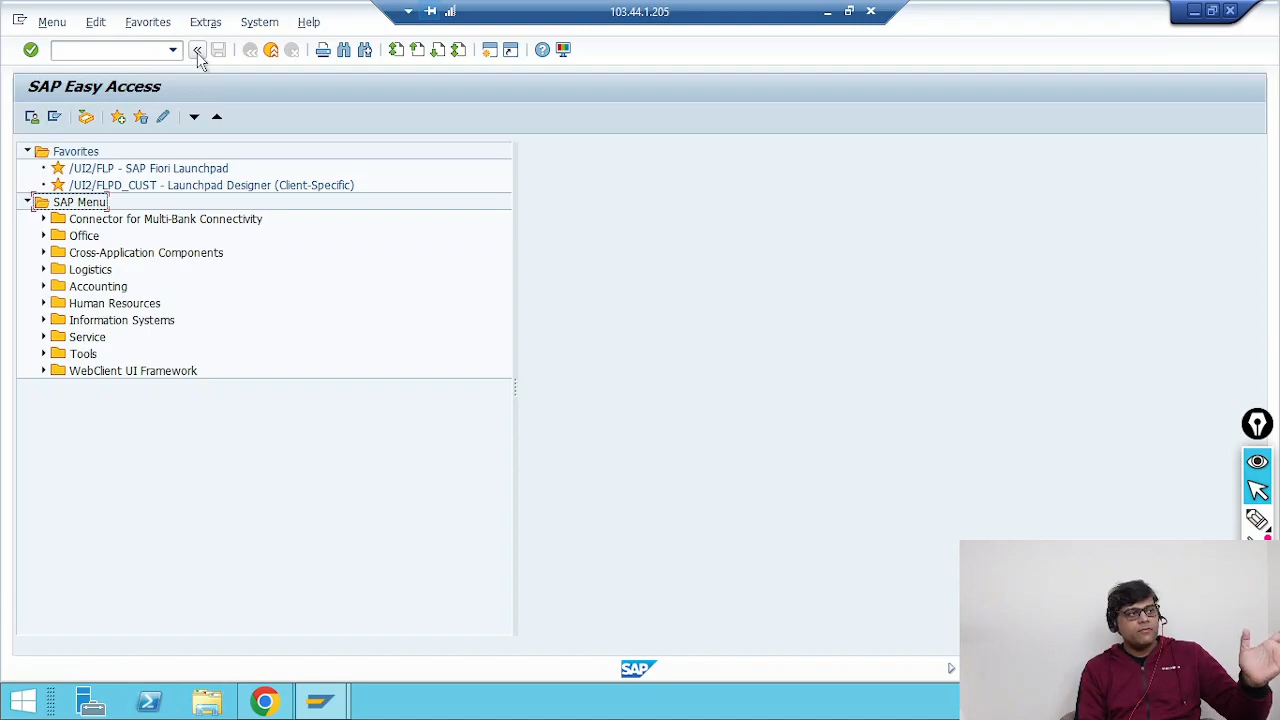 103.44.1.205
Menu Edit Favorites Extras System Help
SAP Easy Access
Favorites
/UI2/FLP - SAP Fiori Launchpad
/UI2/FLPD_CUST - Launchpad Designer (Client-Specific)
SAP Menu
Connector for Multi-Bank Connectivity
Office
Cross-Application Components
Logistics
Accounting
Human Resources
Information Systems
Service
Tools
WebClient UI Framework
SAP